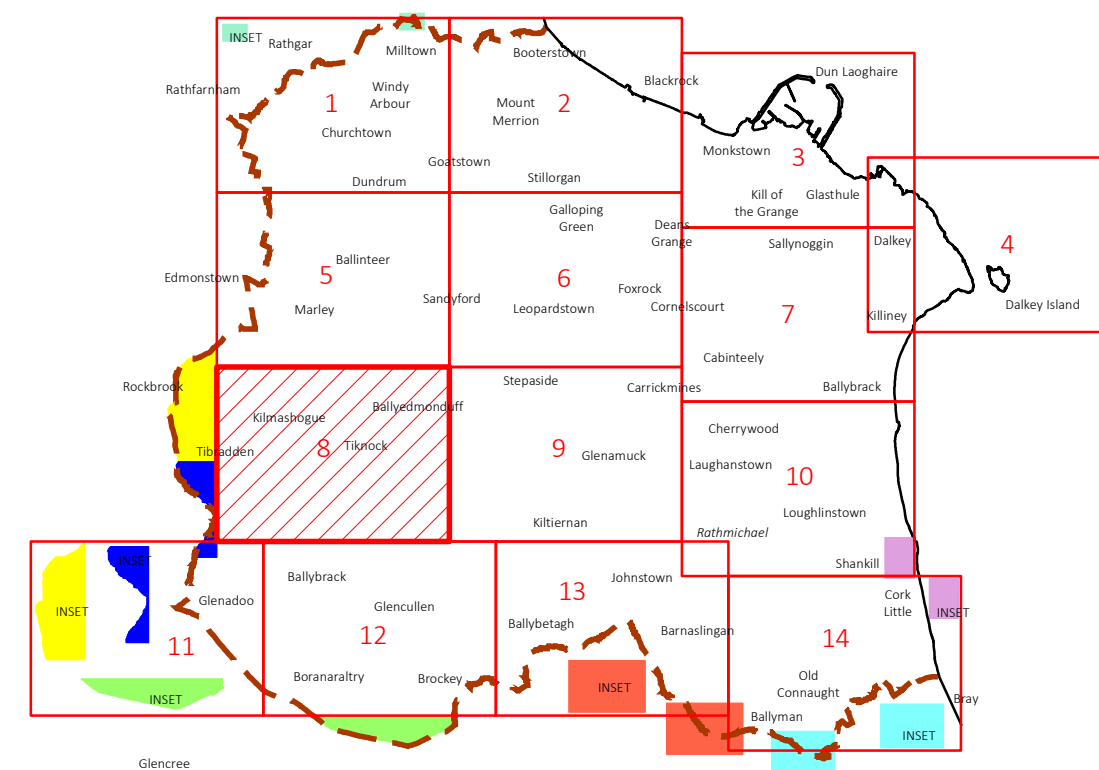 INSET
Rathgar
Milltown
Booterstown
Blackrock
Dun Laoghaire
Rathfarnham
Windy
Arbour
1
Mount
Merrion
2
Churchtown
Goatstown
Monkstown
3
Dundrum
Stillorgan
Kill of
the Grange
Glasthule
Galloping
Green
Deans
Grange
Sallynoggin
Dalkey
4
Ballinteer
5
Edmonstown
6
Sandyford
Foxrock
Leopardstown
Cornelscourt
Marley
7
Killiney
Dalkey Island
Cabinteely
Rockbrook
Stepaside
Carrickmines
Ballybrack
Kilmashogue
Ballyedmonduff
Tibradden
8
Tiknock
9
Glenamuck
Cherrywood
Laughanstown
10
Loughlinstown
Kiltiernan
Rathmichael
Shankill
INSET
INSET
Glenadoo
11
Ballybrack
Glencullen
12
13
Johnstown
Ballybetagh
Barnaslingan
Cork
Little
INSET
14
INSET
Boranaraltry
Brockey
INSET
Old
Connaught
Ballyman
Bray
INSET
Glencree